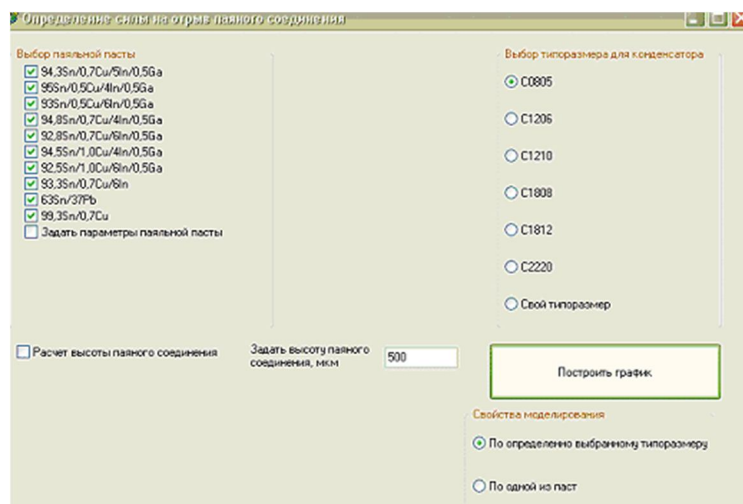 Определение силы на отрыв паяного соединения
Выбор паяльной пасты
94,3Sn/0,7Cu/5In/0,5Ga
95Sn/0,5Cu/4In/0,5Ga
93Sn/0,5Cu/6In/0,5Ga
94,8Sn/0,7Cu/4In/0,5Ga
92,8Sn/0,7Cu/6In/0,5Ga
94,5Sn/1,0Cu/4In/0,5Ga
92,5Sn/1,0Cu/6In/0,5Ga
93,3Sn/0,7Cu/6In
63Sn/37Pb
99,3Sn/0,7Cu
Задать параметры паяльной пасты
Выбор типоразмера для конденсатора
C0805
C1206
C1210
C1808
C1812
C2220
Свой типоразмер
Расчет высоты паяного соединения
Задать высоту паяного
соединения, мкм
500
Построить график
Свойства моделирования
По определенно выбранному типоразмеру
По одной из паст